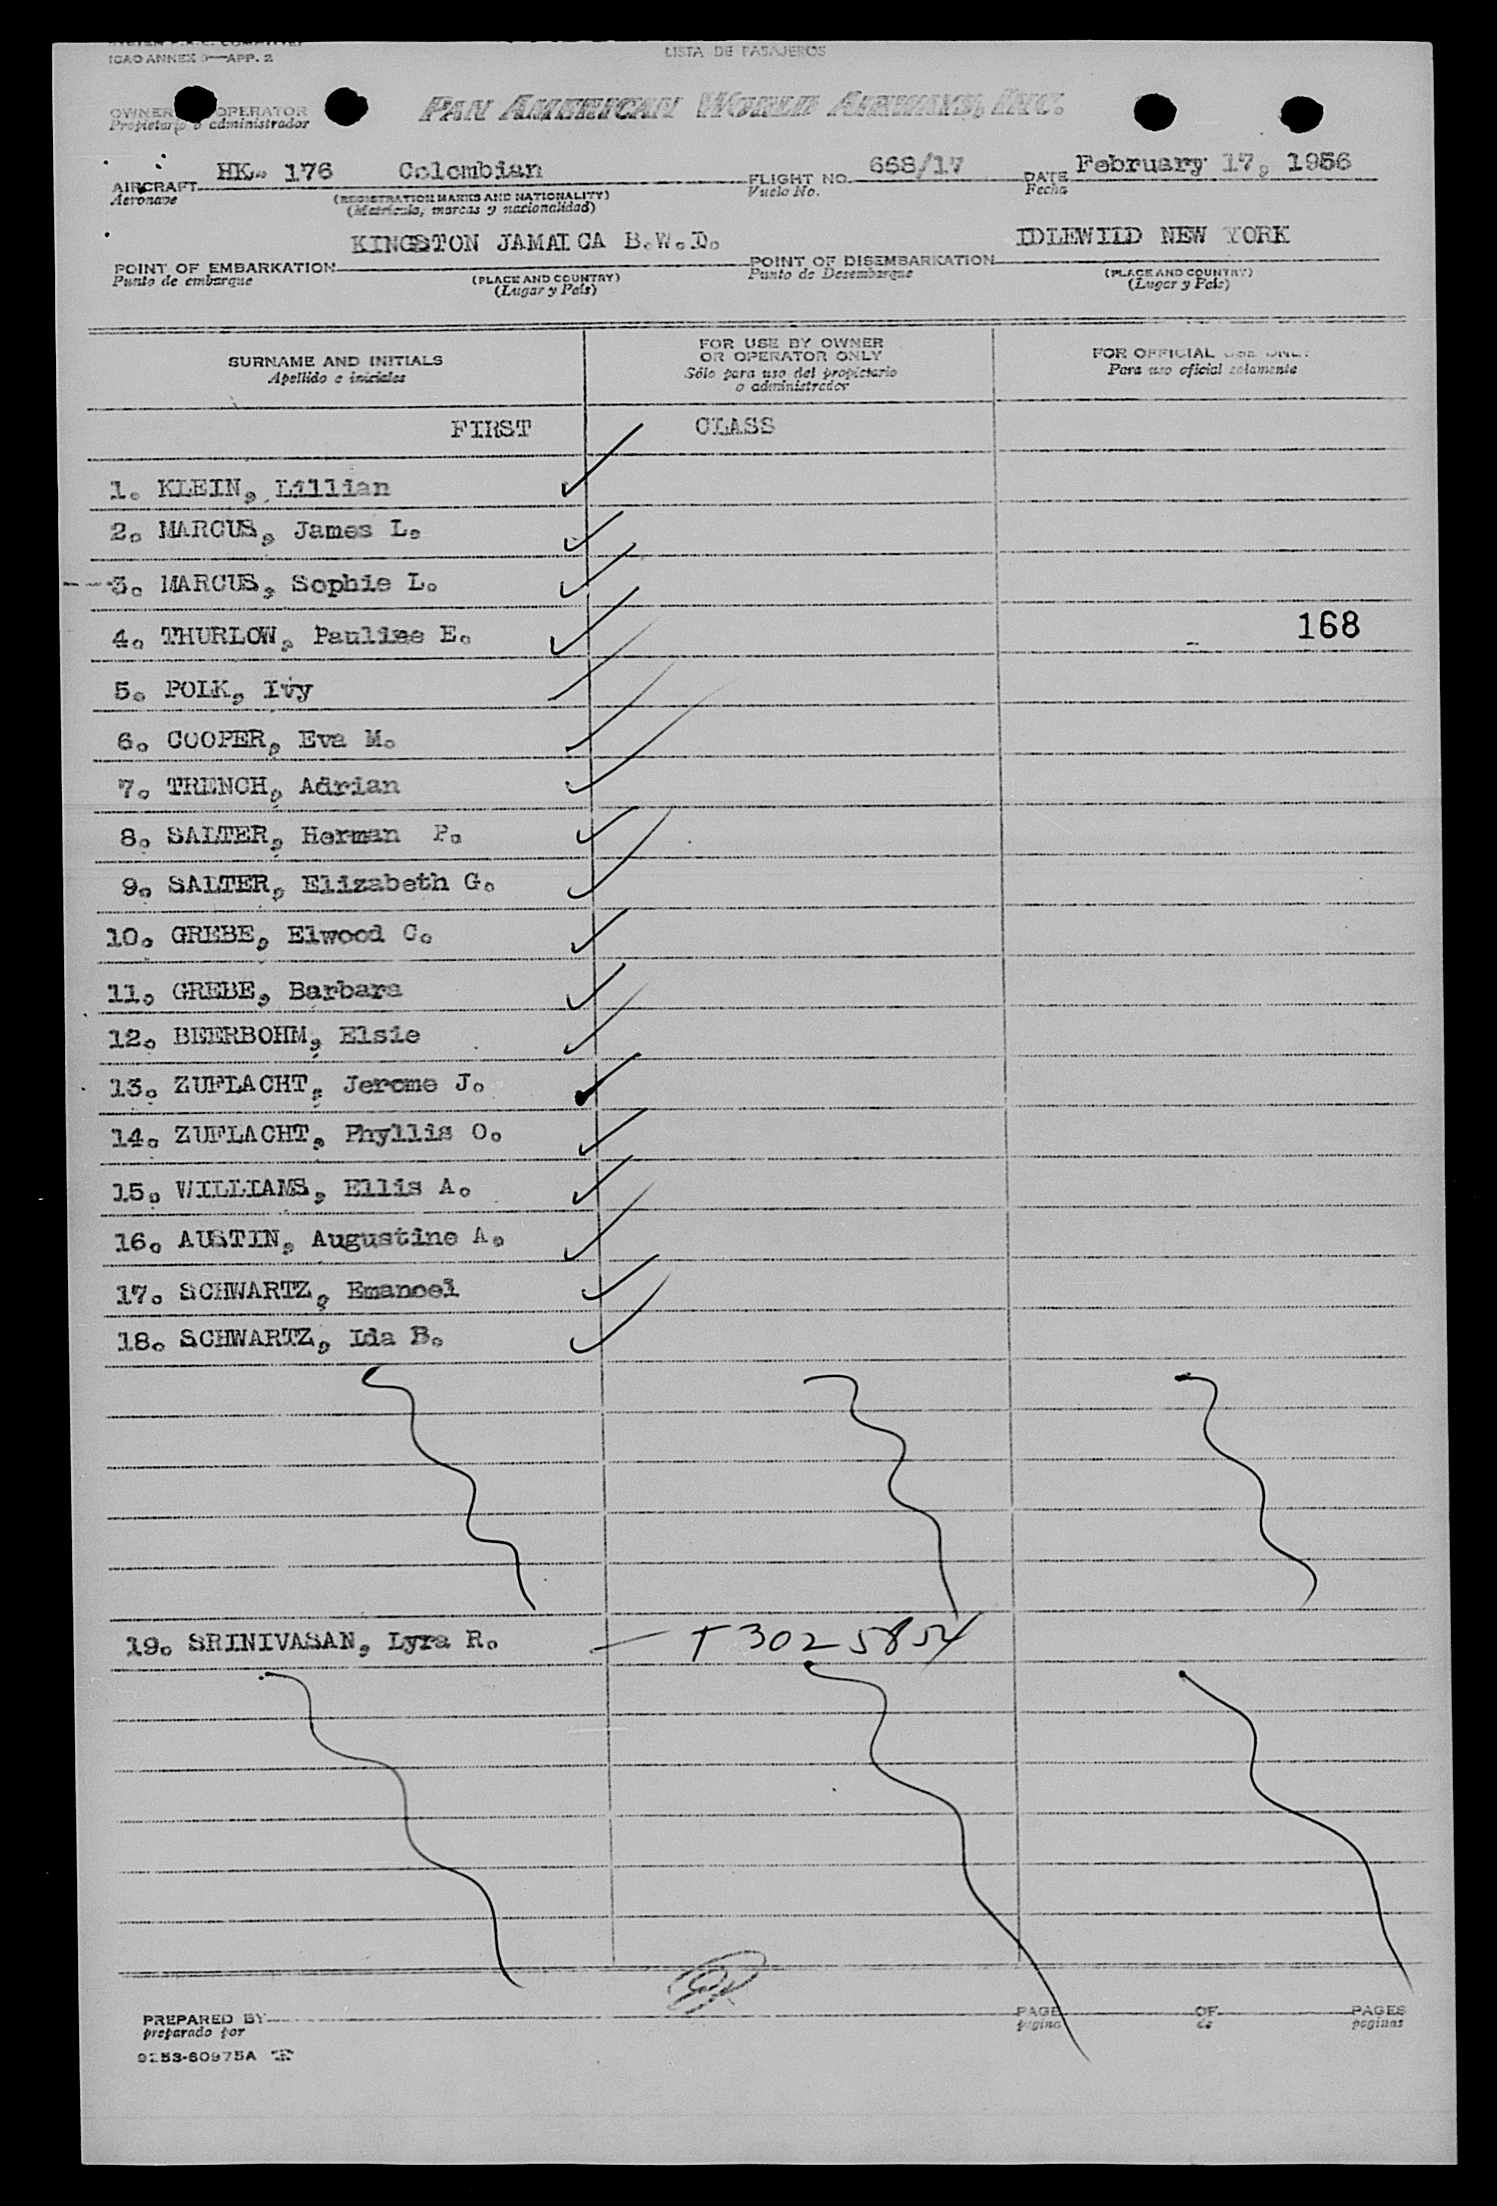 ICAO ANNEX 9—APP. 2
LISTA DE PASAJEROS
OWNER OPERATOR
Propietario o administrador
PAN AMERICAN WORLD AIRWAYS, INC.
AIRCRAFT HK- 176 Colombian FLIGHT NO. 668/17 DATE February 17, 1956
Aeronave (REGISTRATION MARKS AND NATIONALITY) Vuelo No. Fecha
(Matrícula, marcas y nacionalidad)
POINT OF EMBARKATION KINGSTON JAMAICA B.W.I. POINT OF DISEMBARKATION IDLEWILD NEW YORK
Punto de embarque (PLACE AND COUNTRY) Punto de Desembarque (PLACE AND COUNTRY)
(Lugar y País) (Lugar y País)
SURNAME AND INITIALS FOR USE BY OWNER OR OPERATOR ONLY FOR OFFICIAL USE ONLY
Apellido e iniciales Sólo para uso del propietario o administrador Para uso oficial solamente
FIRST CLASS
1. KLEIN, Lillian
2. MARCUS, James L.
3. MARCUS, Sophie L.
4. THURLOW, Pauline E. 168
5. POLK, Ivy
6. COOPER, Eva M.
7. TRENCH, Adrian
8. SALTER, Herman P.
9. SALTER, Elizabeth G.
10. GREBE, Elwood C.
11. GREBE, Barbara
12. BEERBOHM, Elsie
13. ZUFLACHT, Jerome J.
14. ZUFLACHT, Phyllis O.
15. WILLIAMS, Ellis A.
16. AUSTIN, Augustine A.
17. SCHWARTZ, Emanoel
18. SCHWARTZ, Ida B.
19. SRINIVASAN, Lyra R. — T3025854
PREPARED BY PAGE OF PAGES
preparado por página de paginas
9253-60975A